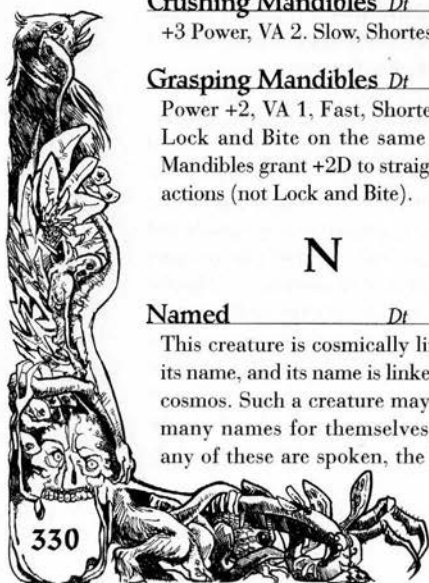 Crushing Mandibles Dt
+3 Power, VA 2. Slow, Shortes
Grasping Mandibles Dt
Power +2, VA 1, Fast, Shorte
Lock and Bite on the same
Mandibles grant +2D to straig
actions (not Lock and Bite).
N
Named Dt
This creature is cosmically li
its name, and its name is linke
cosmos. Such a creature may
many names for themselves
any of these are spoken, the
330